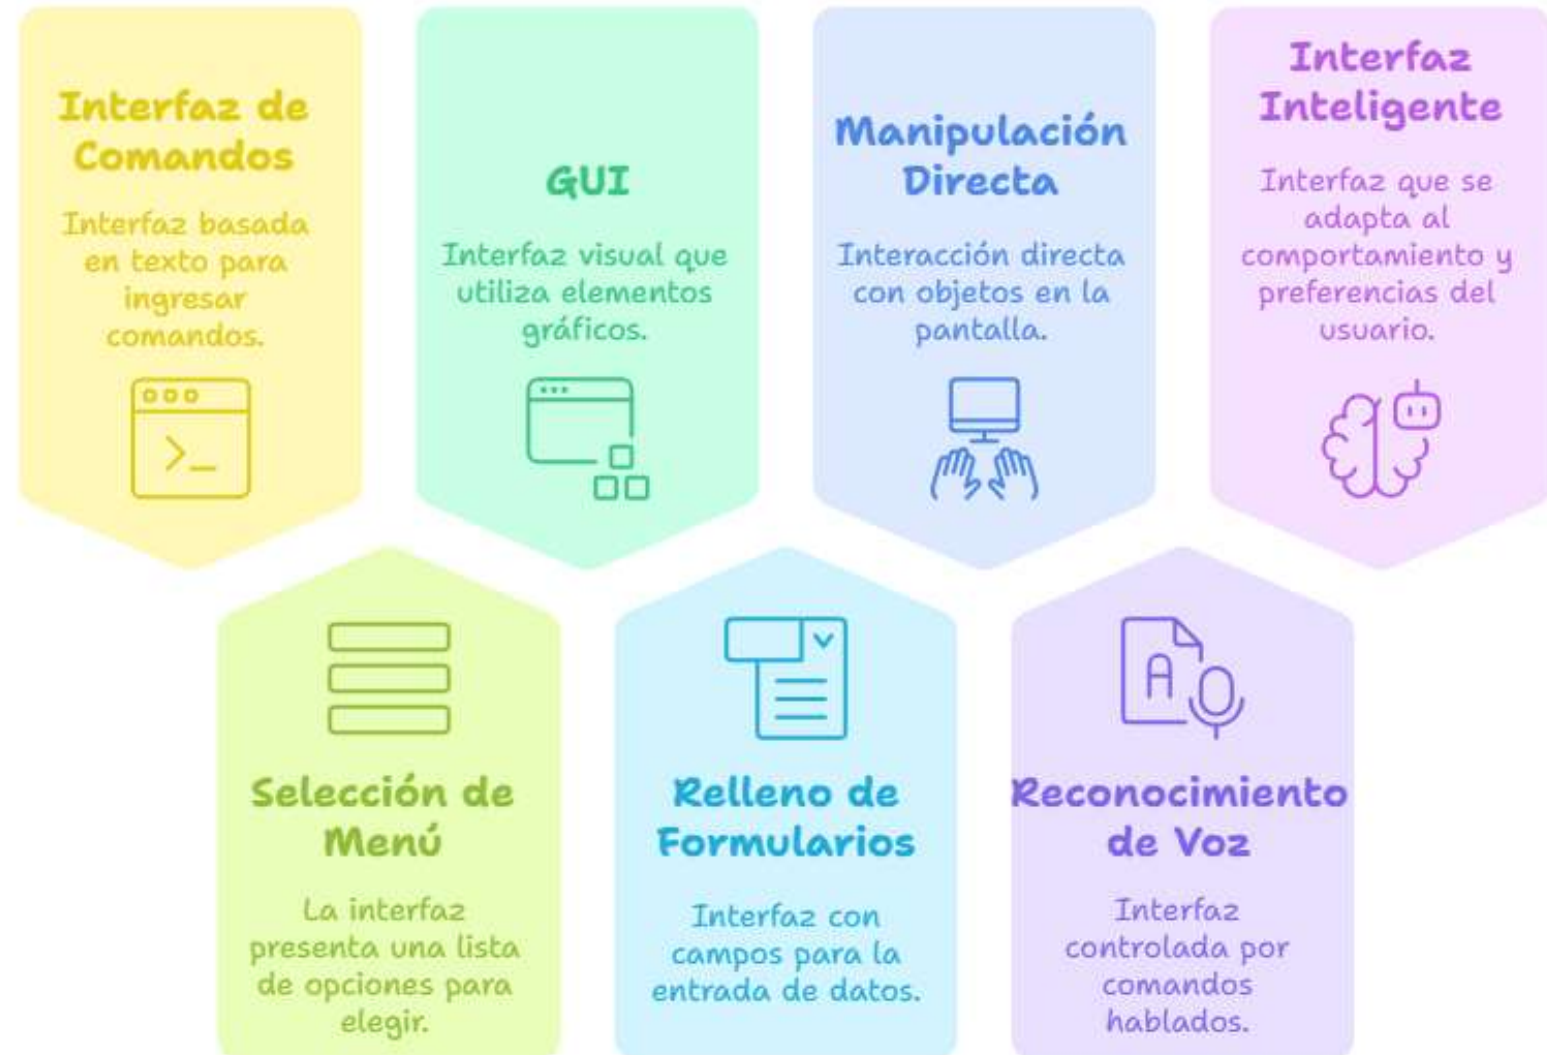 Interfaz de
Comandos
Interfaz basada
en texto para
ingresar
comandos.
GUI
Interfaz visual que
utiliza elementos
gráficos.
Manipulación
Directa
Interacción directa
con objetos en la
pantalla.
Interfaz
Inteligente
Interfaz que se
adapta al
comportamiento y
preferencias del
usuario.
Selección de
Menú
La interfaz
presenta una lista
de opciones para
elegir.
Relleno de
Formularios
Interfaz con
campos para la
entrada de datos.
A
Reconocimiento
de Voz
Interfaz
controlada por
comandos
hablados.